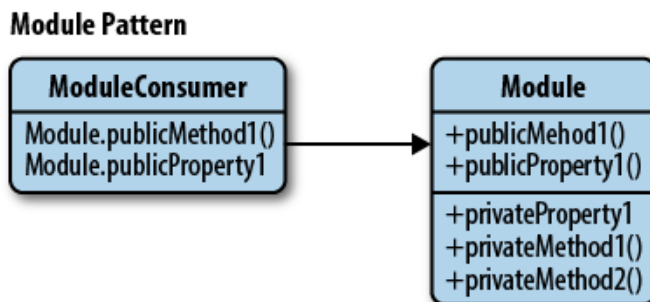 Module Pattern
ModuleConsumer
Module.publicMethod1()
Module.publicProperty1
Module
+publicMehod1()
+publicProperty1()
+privateProperty1
+privateMethod1()
+privateMethod2()